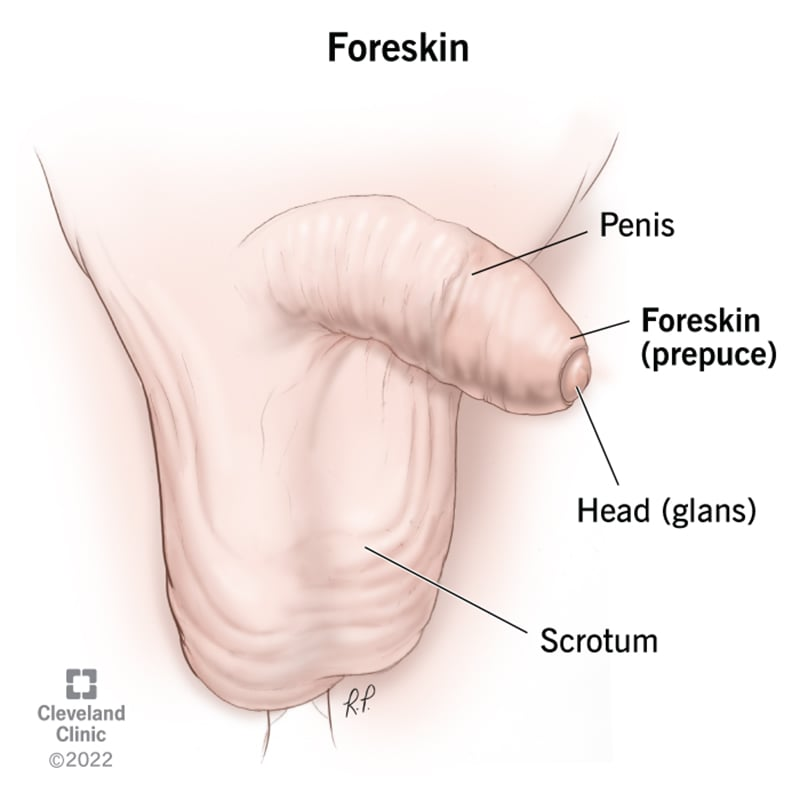 Foreskin
Penis
Foreskin
(prepuce)
Head (glans)
Scrotum
R.P.
Cleveland
Clinic
©2022